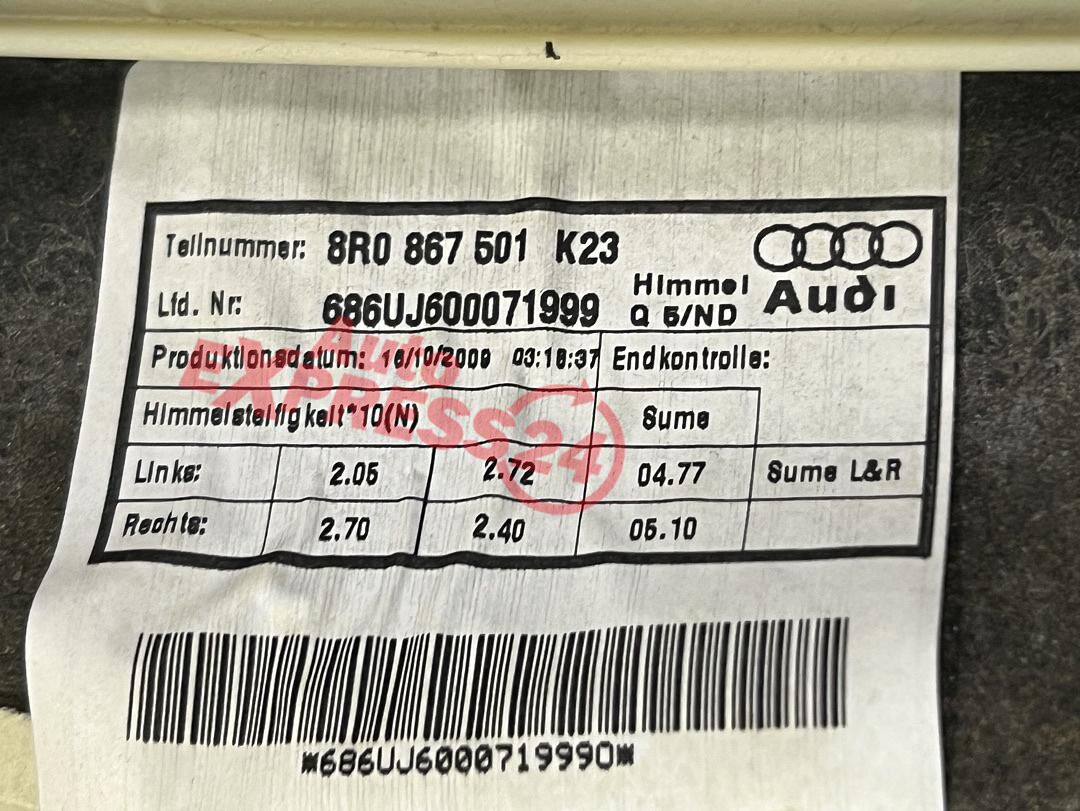 Teilnummer: 8R0 867 501 K23
Lfd. Nr: 686UJ600071999
Himmel
Q 5/ND
Audi
Produktionsdatum: 16/10/2009 03:18:37 Endkontrolle:
Himmelsteifigkeit*10(N) Sume
Links: 2.05 2.72 04.77 Sume L&R
Rechts: 2.70 2.40 05.10
*686UJ6000719990*
Auto
EXPRESS24